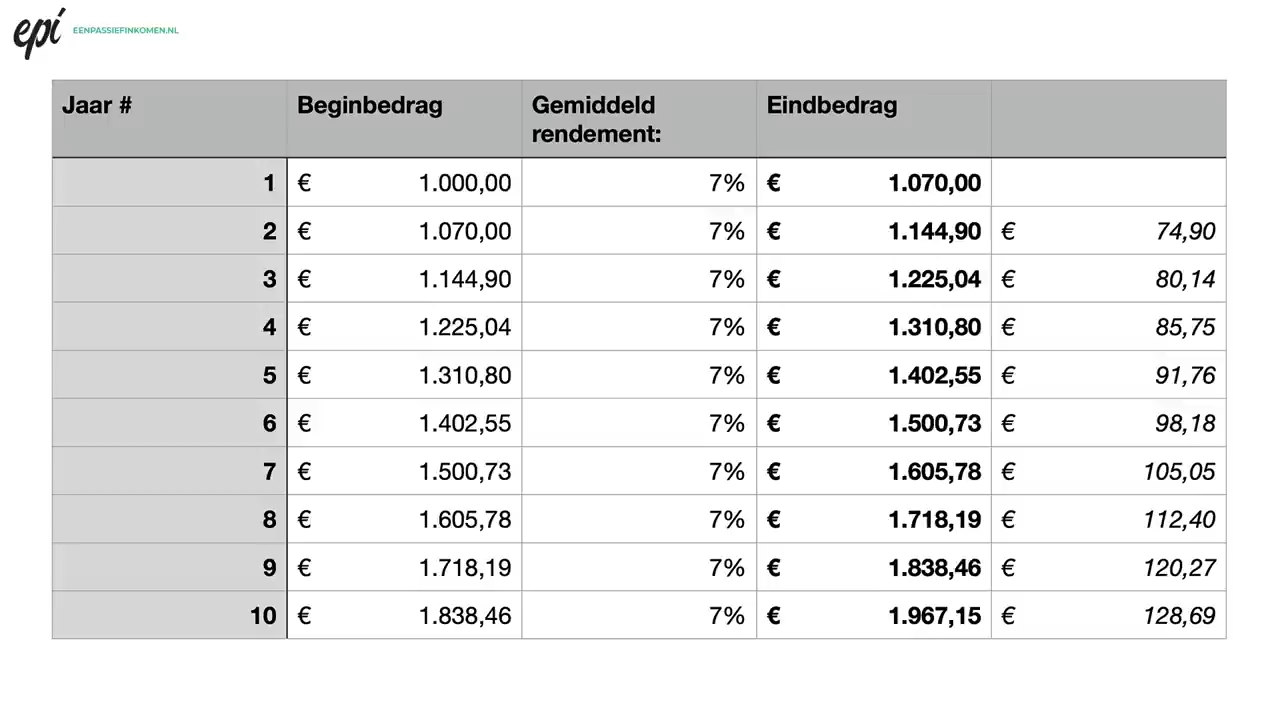 epi EENPASSIEFINKOMEN.NL
Jaar # Beginbedrag Gemiddeld rendement: Eindbedrag
1 € 1.000,00 7% € 1.070,00
2 € 1.070,00 7% € 1.144,90 € 74,90
3 € 1.144,90 7% € 1.225,04 € 80,14
4 € 1.225,04 7% € 1.310,80 € 85,75
5 € 1.310,80 7% € 1.402,55 € 91,76
6 € 1.402,55 7% € 1.500,73 € 98,18
7 € 1.500,73 7% € 1.605,78 € 105,05
8 € 1.605,78 7% € 1.718,19 € 112,40
9 € 1.718,19 7% € 1.838,46 € 120,27
10 € 1.838,46 7% € 1.967,15 € 128,69